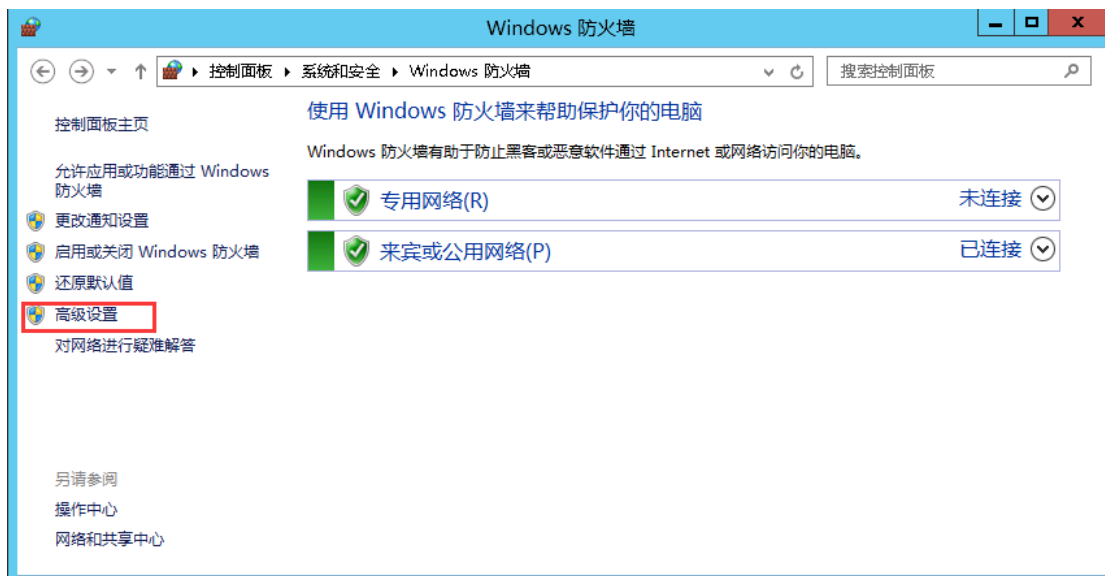 Windows 防火墙
控制面板 系统和安全 Windows 防火墙
搜索控制面板
控制面板主页
允许应用或功能通过 Windows
防火墙
更改通知设置
启用或关闭 Windows 防火墙
还原默认值
高级设置
对网络进行疑难解答
另请参阅
操作中心
网络和共享中心
使用 Windows 防火墙来帮助保护你的电脑
Windows 防火墙有助于防止黑客或恶意软件通过 Internet 或网络访问你的电脑。
专用网络(R) 未连接
来宾或公用网络(P) 已连接